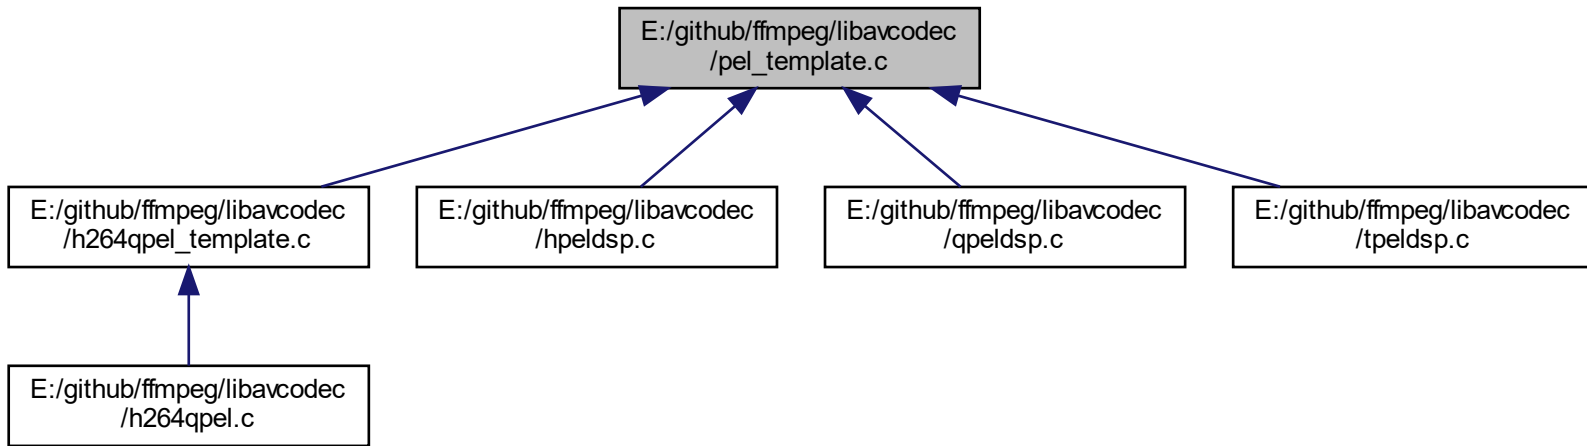 E:/github/ffmpeg/libavcodec
/pel_template.c
E:/github/ffmpeg/libavcodec
/h264qpel_template.c
E:/github/ffmpeg/libavcodec
/hpeldsp.c
E:/github/ffmpeg/libavcodec
/qpeldsp.c
E:/github/ffmpeg/libavcodec
/tpeldsp.c
E:/github/ffmpeg/libavcodec
/h264qpel.c